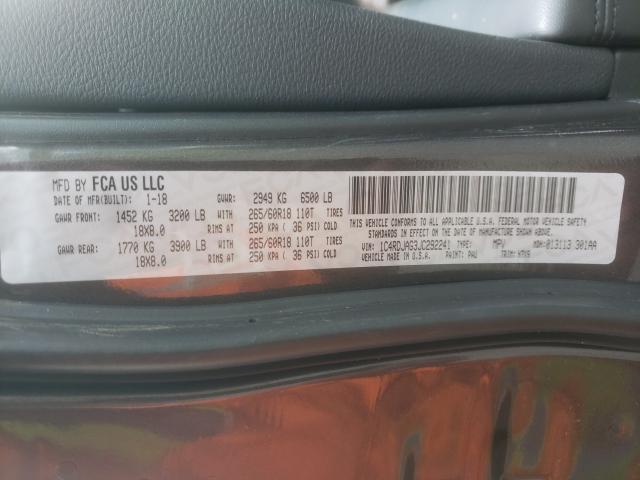 MFD BY FCA US LLC
DATE OF MFR(BUILT): 1-18 GVWR: 2949 KG 6500 LB
GAWR FRONT: 1452 KG 3200 LB WITH 265/60R18 110T TIRES
18X8.0 RIMS AT 250 KPA ( 36 PSI) COLD
GAWR REAR: 1770 KG 3900 LB WITH 265/60R18 110T TIRES
18X8.0 RIMS AT 250 KPA ( 36 PSI) COLD
THIS VEHICLE CONFORMS TO ALL APPLICABLE U.S.A. FEDERAL MOTOR VEHICLE SAFETY
STANDARDS IN EFFECT ON THE DATE OF MANUFACTURE SHOWN ABOVE.
VIN: 1C4RDJAG3JC292241 TYPE: MPV MDH: 013113 301AA
VEHICLE MADE IN U.S.A. PAINT: PAU TRIM: